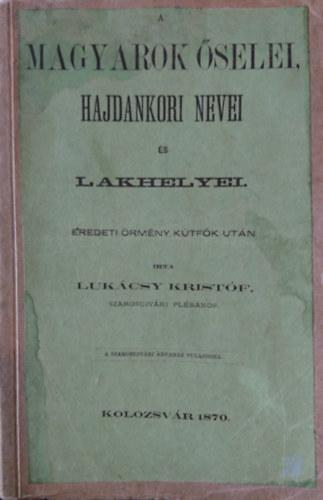 A
MAGYAROK ŐSELEI,
HAJDANKORI NEVEI
ÉS
LAKHELYEI.
EREDETI ÖRMÉNY KÚTFŐK UTÁN
IRTA
LUKÁCSY KRISTÓF,
SZAMOSUJVÁRI PLÉBÁNOS.
A SZAMOSUJVÁRI ÁRVAHÁZ TULAJDONA.
KOLOZSVÁR 1870.